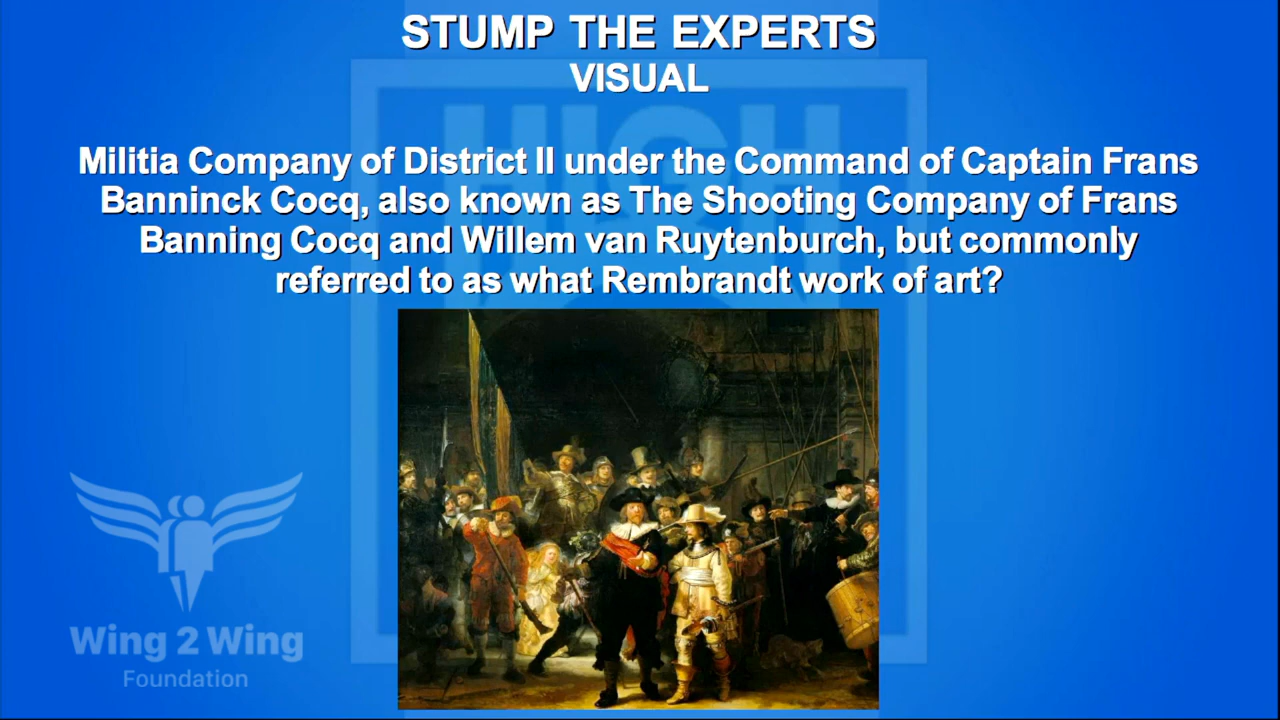 STUMP THE EXPERTS
VISUAL
Militia Company of District II under the Command of Captain Frans
Banninck Cocq, also known as The Shooting Company of Frans
Banning Cocq and Willem van Ruytenburch, but commonly
referred to as what Rembrandt work of art?
HIGH
Wing 2 Wing
Foundation